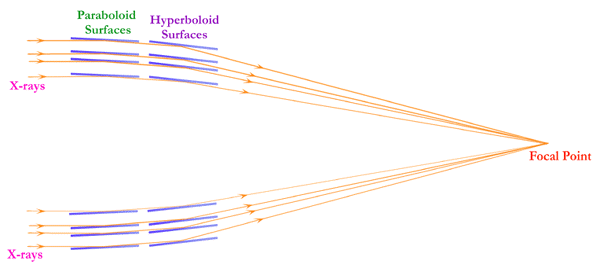 Paraboloid
Surfaces
Hyperboloid
Surfaces
X-rays
Focal Point
X-rays